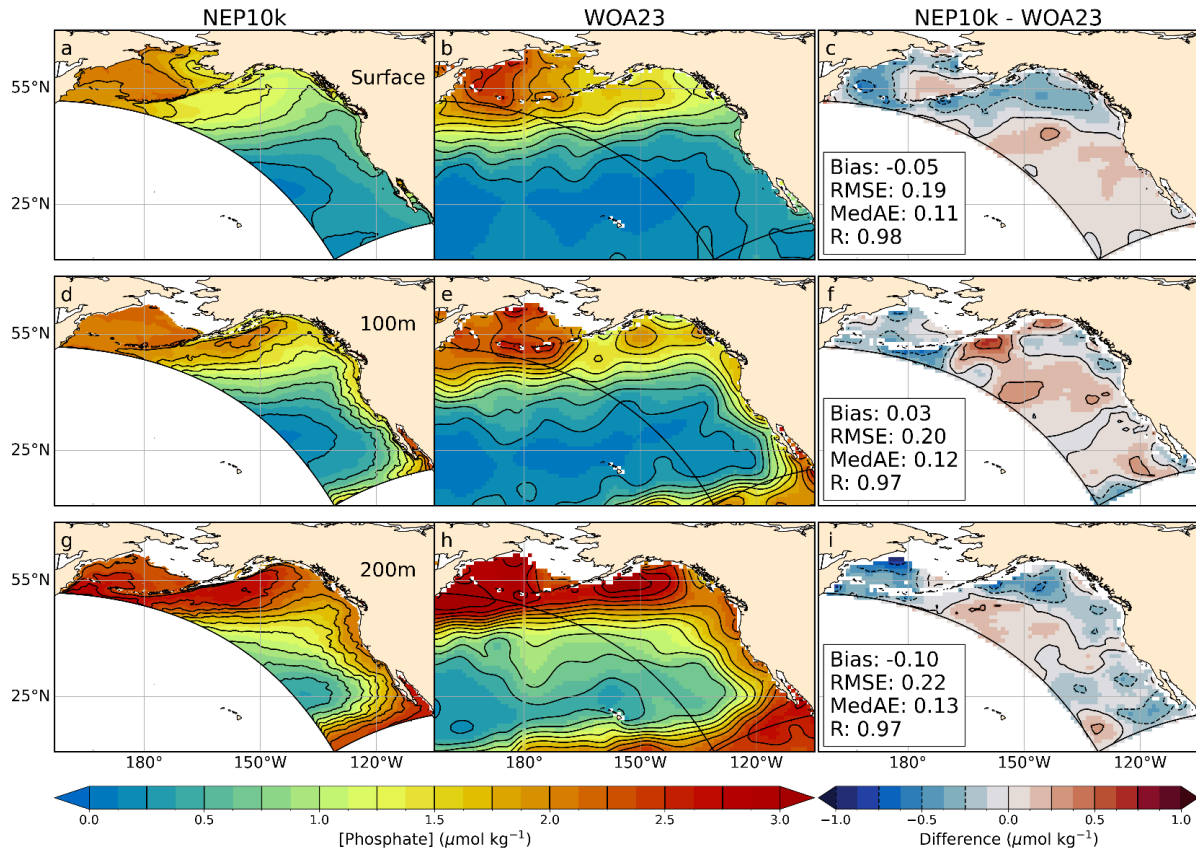 NEP10k WOA23 NEP10k - WOA23
a Surface b c
55°N
25°N
Bias: -0.05
RMSE: 0.19
MedAE: 0.11
R: 0.98
d 100m e f
55°N
25°N
Bias: 0.03
RMSE: 0.20
MedAE: 0.12
R: 0.97
g 200m h i
55°N
25°N
Bias: -0.10
RMSE: 0.22
MedAE: 0.13
R: 0.97
180° 150°W 120°W 180° 150°W 120°W 180° 150°W 120°W
0.0 0.5 1.0 1.5 2.0 2.5 3.0 −1.0 −0.5 0.0 0.5 1.0
[Phosphate] (μmol kg⁻¹) Difference (μmol kg⁻¹)